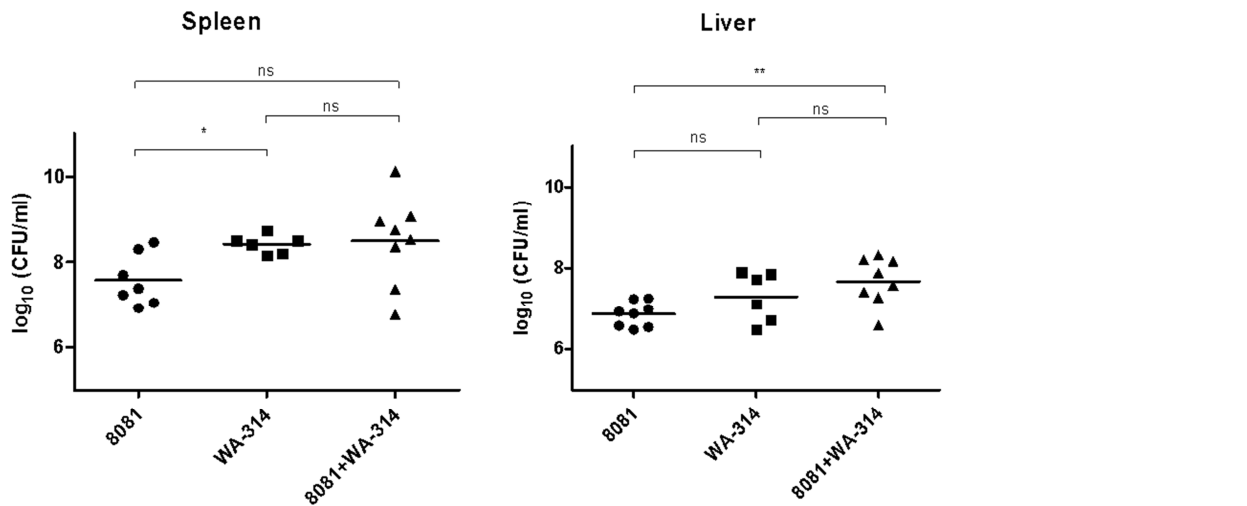 Spleen
ns
ns
*
10
8
6
log10 (CFU/ml)
8081
WA-314
8081+WA-314
Liver
**
ns
ns
10
8
6
log10 (CFU/ml)
8081
WA-314
8081+WA-314